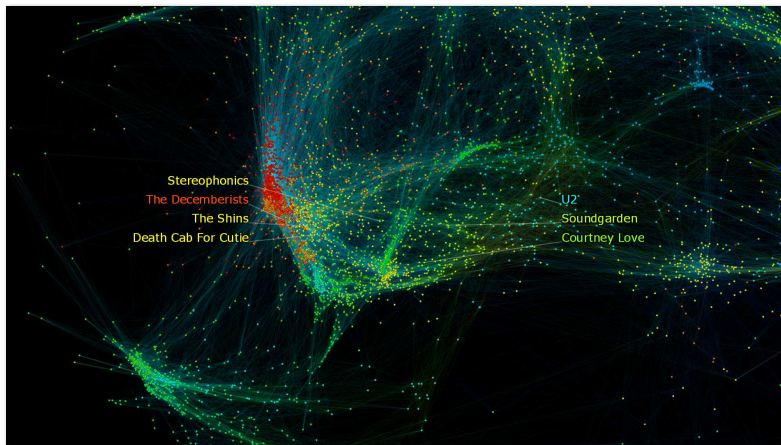 Stereophonics
The Decemberists
The Shins
Death Cab For Cutie
U2
Soundgarden
Courtney Love